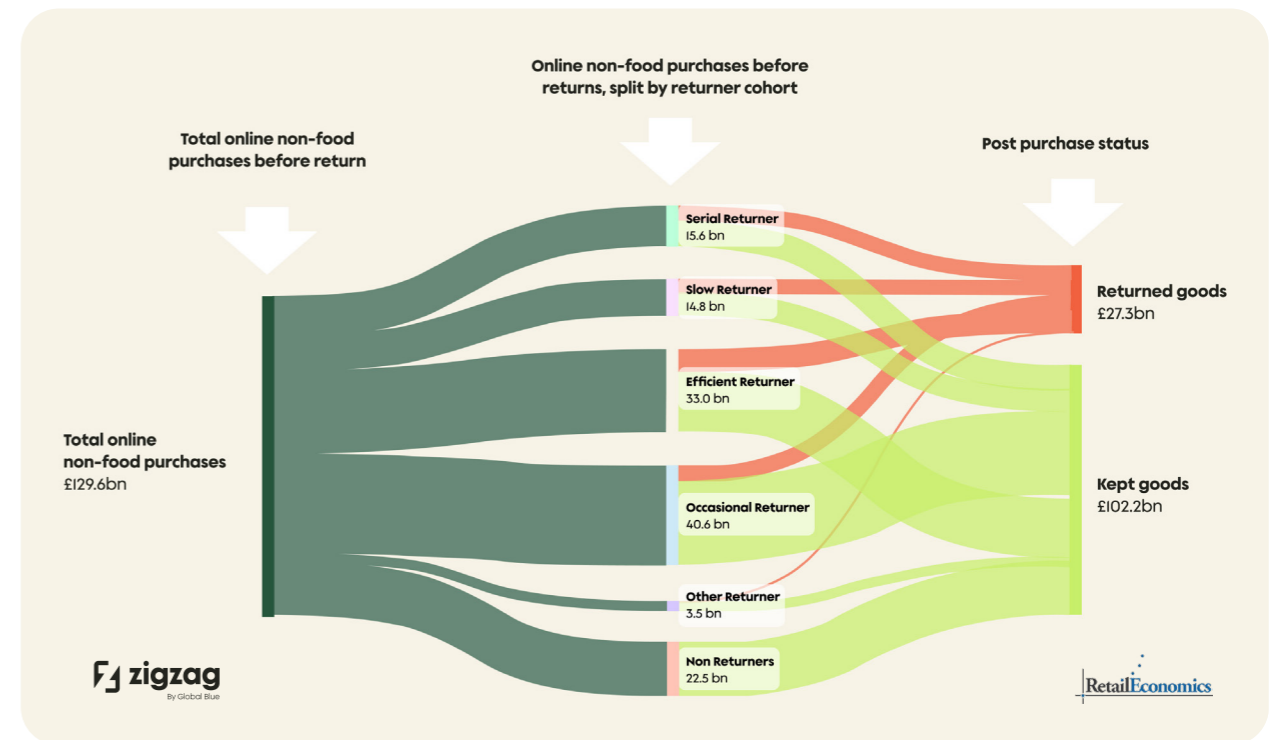 Online non-food purchases before
returns, split by returner cohort
Total online non-food
purchases before return
Post purchase status
Serial Returner
15.6 bn
Slow Returner
14.8 bn
Returned goods
£27.3bn
Efficient Returner
33.0 bn
Total online
non-food purchases
£129.6bn
Kept goods
£102.2bn
Occasional Returner
40.6 bn
Other Returner
3.5 bn
Non Returners
22.5 bn
zigzag
By Global Blue
RetailEconomics